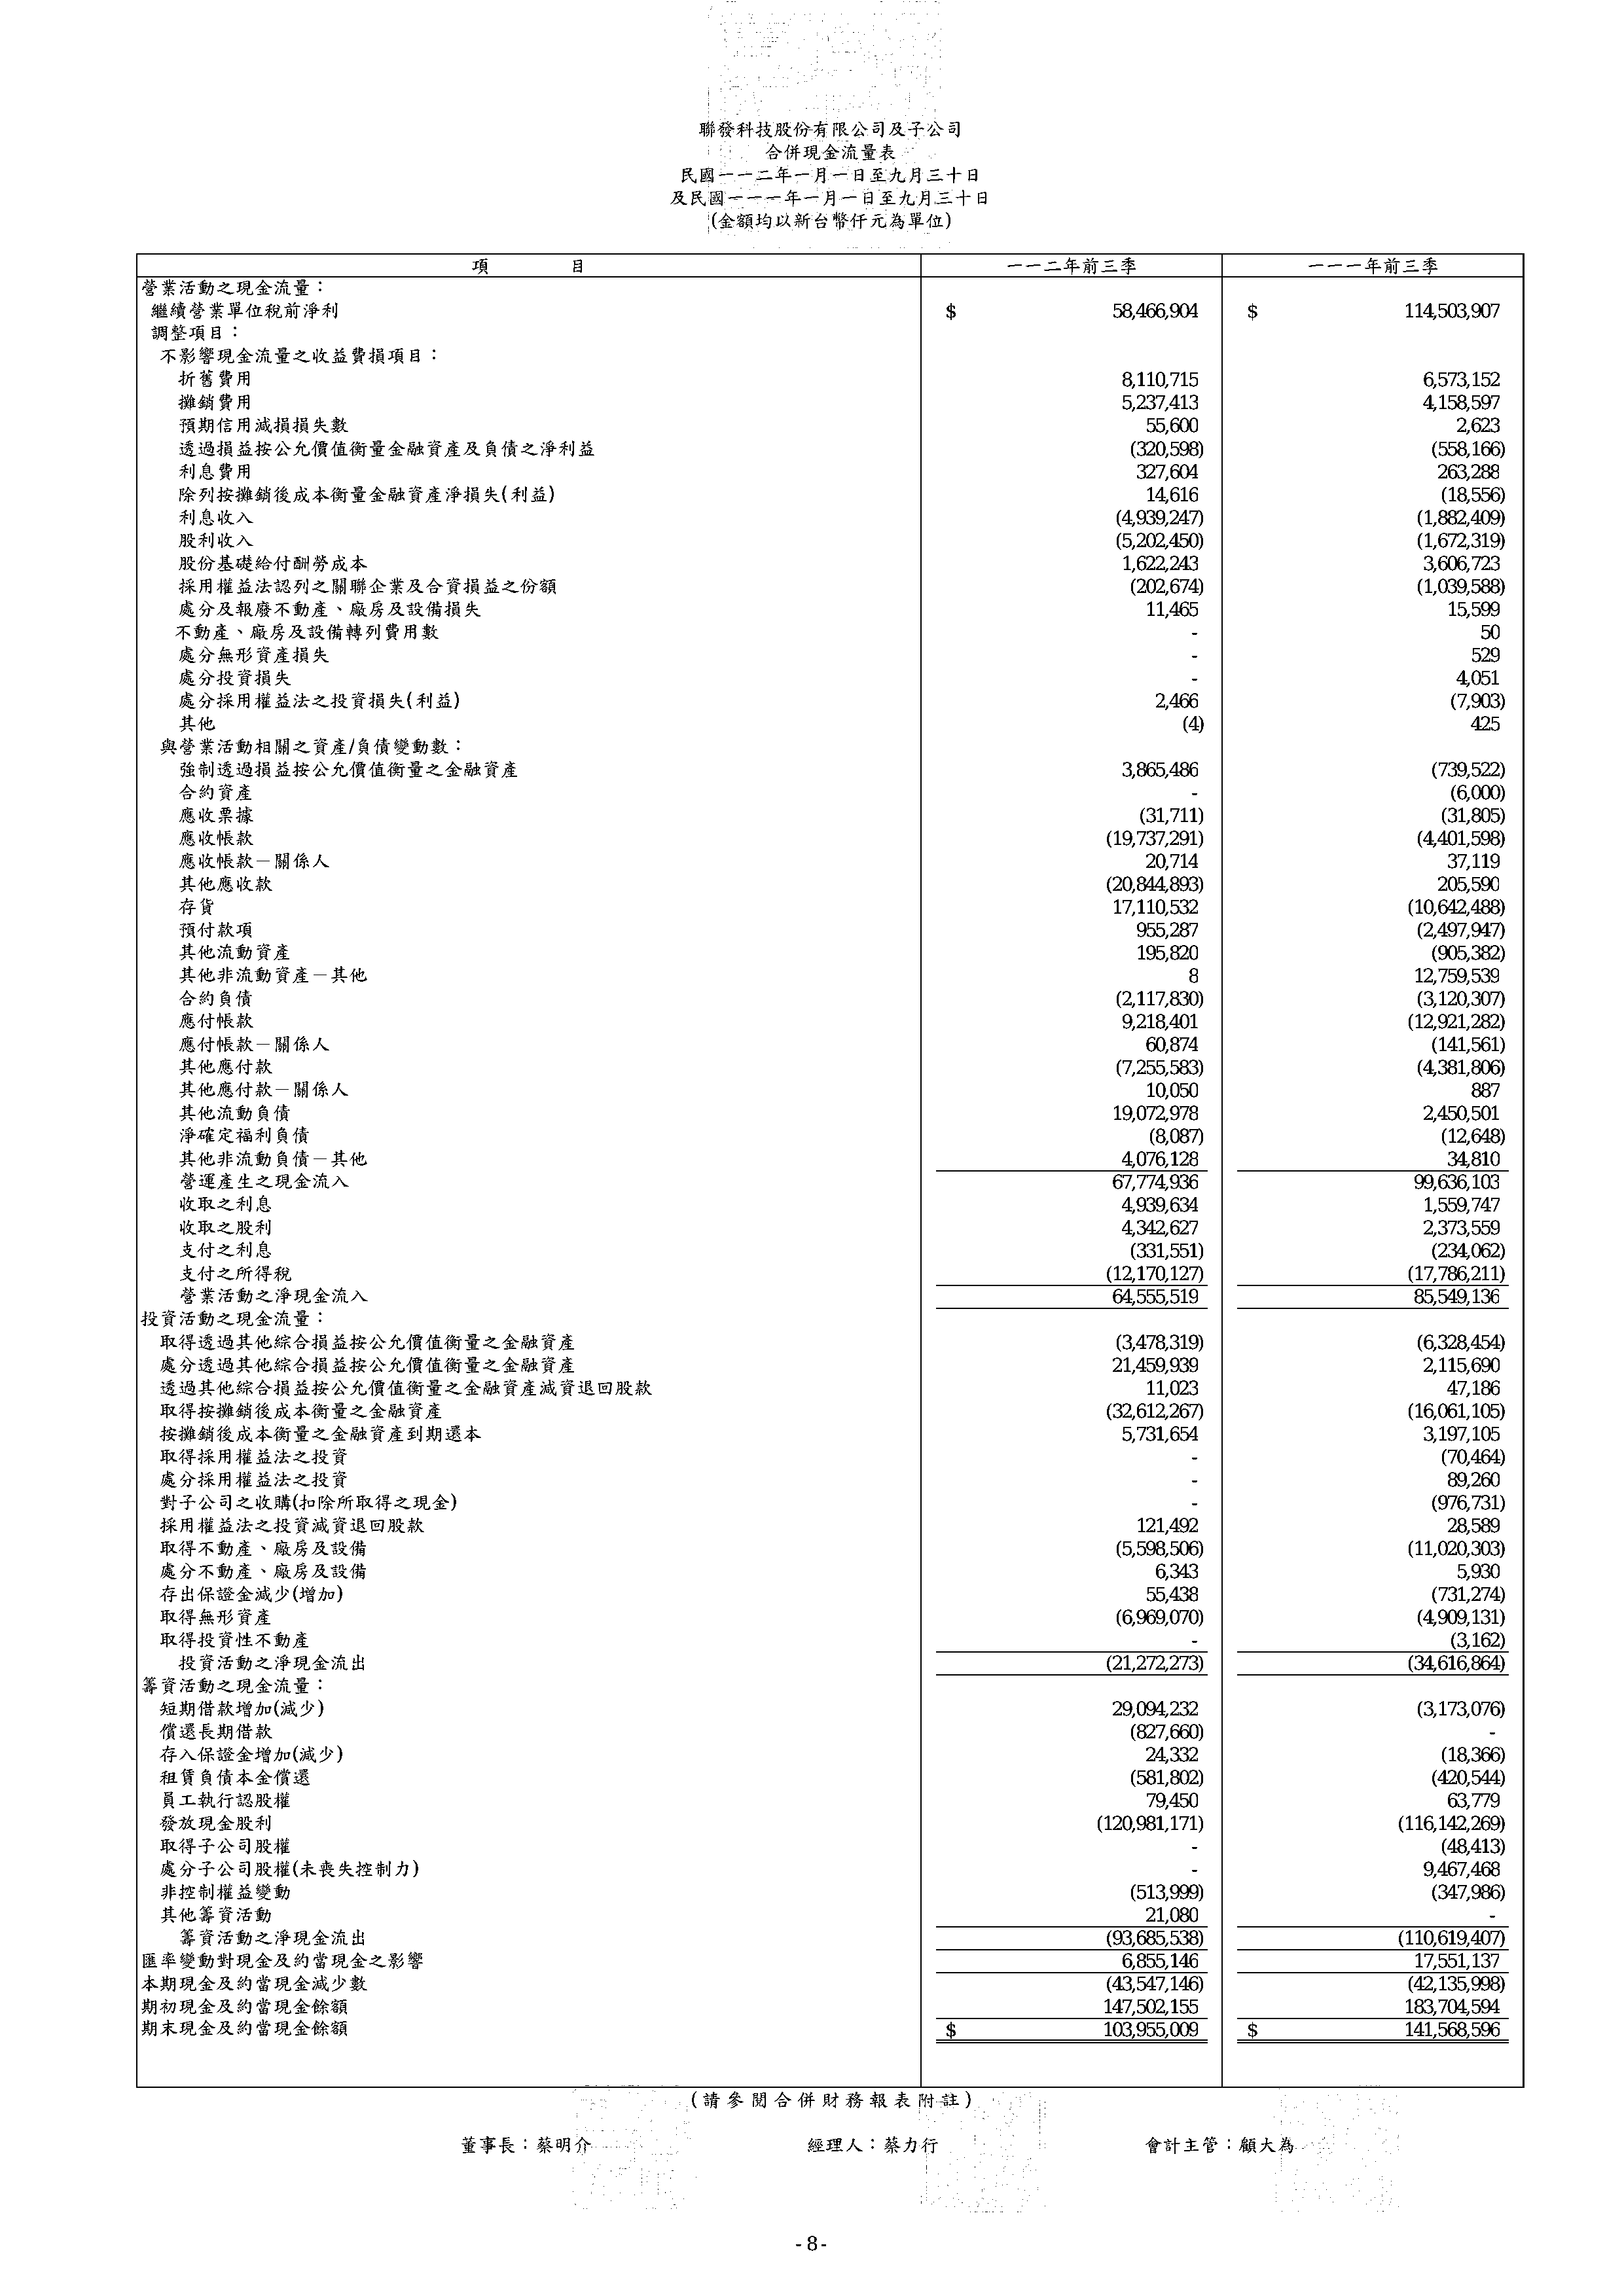 聯發科技股份有限公司及子公司
合併現金流量表
民國一一二年一月一日至九月三十日
及民國一一一年一月一日至九月三十日
(金額均以新台幣仟元為單位)
項 目 一一二年前三季 一一一年前三季
營業活動之現金流量：
繼續營業單位稅前淨利 $ 58,466,904 $ 114,503,907
調整項目：
不影響現金流量之收益費損項目：
折舊費用 8,110,715 6,573,152
攤銷費用 5,237,413 4,158,597
預期信用減損損失數 55,600 2,623
透過損益按公允價值衡量金融資產及負債之淨利益 (320,598) (558,166)
利息費用 327,604 263,288
除列按攤銷後成本衡量金融資產淨損失(利益) 14,616 (18,556)
利息收入 (4,939,247) (1,882,409)
股利收入 (5,202,450) (1,672,319)
股份基礎給付酬勞成本 1,622,243 3,606,723
採用權益法認列之關聯企業及合資損益之份額 (202,674) (1,039,588)
處分及報廢不動產、廠房及設備損失 11,465 15,599
不動產、廠房及設備轉列費用數 - 50
處分無形資產損失 - 529
處分投資損失 - 4,051
處分採用權益法之投資損失(利益) 2,466 (7,903)
其他 (4) 425
與營業活動相關之資產/負債變動數：
強制透過損益按公允價值衡量之金融資產 3,865,486 (739,522)
合約資產 - (6,000)
應收票據 (31,711) (31,805)
應收帳款 (19,737,291) (4,401,598)
應收帳款－關係人 20,714 37,119
其他應收款 (20,844,893) 205,590
存貨 17,110,532 (10,642,488)
預付款項 955,287 (2,497,947)
其他流動資產 195,820 (905,382)
其他非流動資產－其他 8 12,759,539
合約負債 (2,117,830) (3,120,307)
應付帳款 9,218,401 (12,921,282)
應付帳款－關係人 60,874 (141,561)
其他應付款 (7,255,583) (4,381,806)
其他應付款－關係人 10,050 887
其他流動負債 19,072,978 2,450,501
淨確定福利負債 (8,087) (12,648)
其他非流動負債－其他 4,076,128 34,810
營運產生之現金流入 67,774,936 99,636,103
收取之利息 4,939,634 1,559,747
收取之股利 4,342,627 2,373,559
支付之利息 (331,551) (234,062)
支付之所得稅 (12,170,127) (17,786,211)
營業活動之淨現金流入 64,555,519 85,549,136
投資活動之現金流量：
取得透過其他綜合損益按公允價值衡量之金融資產 (3,478,319) (6,328,454)
處分透過其他綜合損益按公允價值衡量之金融資產 21,459,939 2,115,690
透過其他綜合損益按公允價值衡量之金融資產減資退回股款 11,023 47,186
取得按攤銷後成本衡量之金融資產 (32,612,267) (16,061,105)
按攤銷後成本衡量之金融資產到期還本 5,731,654 3,197,105
取得採用權益法之投資 - (70,464)
處分採用權益法之投資 - 89,260
對子公司之收購(扣除所取得之現金) - (976,731)
採用權益法之投資減資退回股款 121,492 28,589
取得不動產、廠房及設備 (5,598,506) (11,020,303)
處分不動產、廠房及設備 6,343 5,930
存出保證金減少(增加) 55,438 (731,274)
取得無形資產 (6,969,070) (4,909,131)
取得投資性不動產 - (3,162)
投資活動之淨現金流出 (21,272,273) (34,616,864)
籌資活動之現金流量：
短期借款增加(減少) 29,094,232 (3,173,076)
償還長期借款 (827,660) -
存入保證金增加(減少) 24,332 (18,366)
租賃負債本金償還 (581,802) (420,544)
員工執行認股權 79,450 63,779
發放現金股利 (120,981,171) (116,142,269)
取得子公司股權 - (48,413)
處分子公司股權(未喪失控制力) - 9,467,468
非控制權益變動 (513,999) (347,986)
其他籌資活動 21,080 -
籌資活動之淨現金流出 (93,685,538) (110,619,407)
匯率變動對現金及約當現金之影響 6,855,146 17,551,137
本期現金及約當現金減少數 (43,547,146) (42,135,998)
期初現金及約當現金餘額 147,502,155 183,704,594
期末現金及約當現金餘額 $ 103,955,009 $ 141,568,596
(請參閱合併財務報表附註)
董事長：蔡明介 經理人：蔡力行 會計主管：顧大為
- 8 -